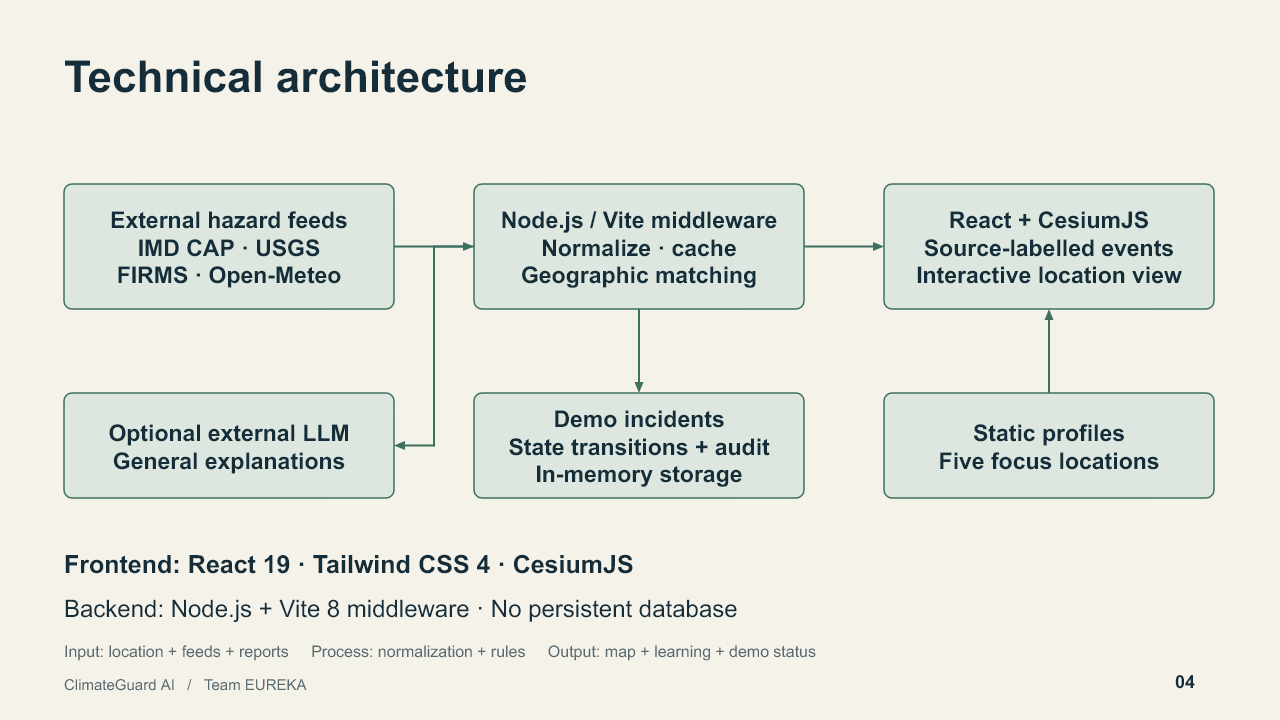 Technical architecture
External hazard feeds
IMD CAP · USGS
FIRMS · Open-Meteo
Node.js / Vite middleware
Normalize · cache
Geographic matching
React + CesiumJS
Source-labelled events
Interactive location view
Optional external LLM
General explanations
Demo incidents
State transitions + audit
In-memory storage
Static profiles
Five focus locations
Frontend: React 19 · Tailwind CSS 4 · CesiumJS
Backend: Node.js + Vite 8 middleware · No persistent database
Input: location + feeds + reports Process: normalization + rules Output: map + learning + demo status
ClimateGuard AI / Team EUREKA
04